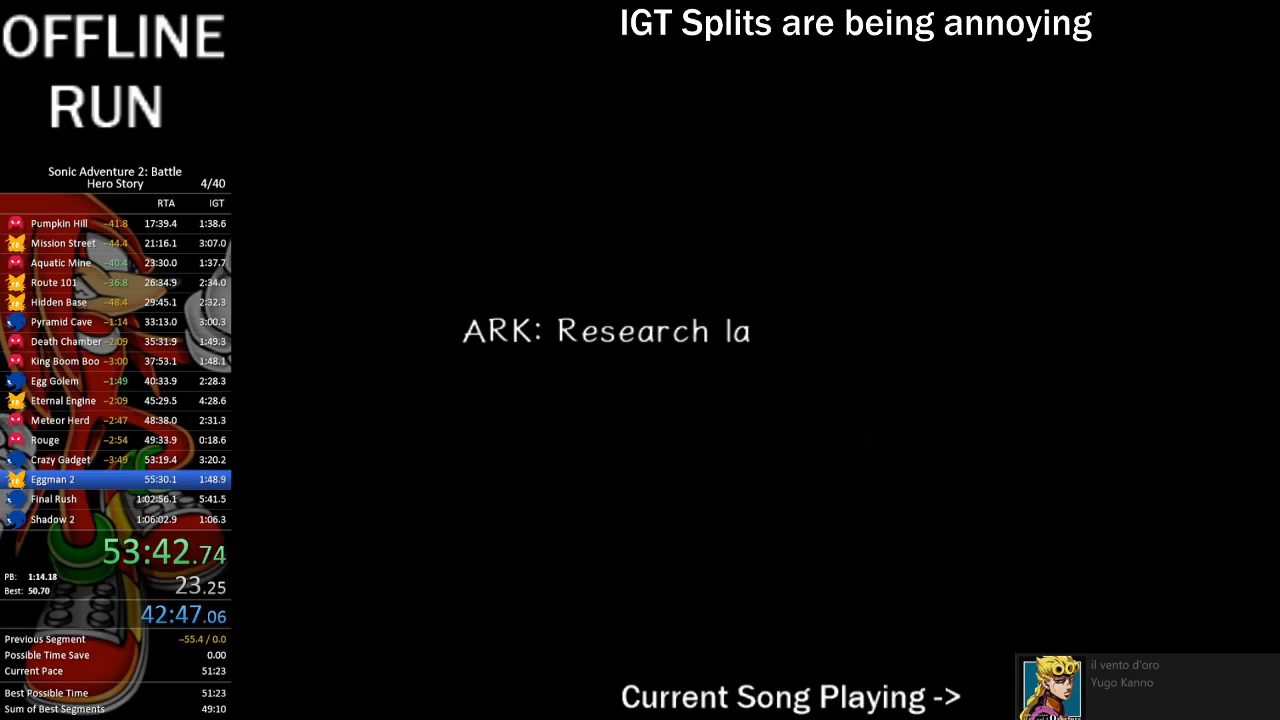 OFFLINE
RUN
IGT Splits are being annoying
Sonic Adventure 2: Battle
Hero Story 4/40
RTA IGT
Pumpkin Hill −41.8 17:39.4 1:38.6
Mission Street −44.4 21:16.1 3:07.0
Aquatic Mine −40.4 23:30.0 1:37.7
Route 101 −36.8 26:34.9 2:34.0
Hidden Base −48.4 29:45.1 2:32.3
Pyramid Cave −1:14 33:13.0 3:00.3
Death Chamber −2:09 35:31.9 1:49.3
King Boom Boo −3:00 37:53.1 1:48.1
Egg Golem −1:49 40:33.9 2:28.3
Eternal Engine −2:09 45:29.5 4:28.6
Meteor Herd −2:47 48:38.0 2:31.3
Rouge −2:54 49:33.9 0:18.6
Crazy Gadget −3:49 53:19.4 3:20.2
Eggman 2 55:30.1 1:48.9
Final Rush 1:02:56.1 5:41.5
Shadow 2 1:06:02.9 1:06.3
53:42.74
PB: 1:14.18
Best: 50.70
23.25
42:47.06
Previous Segment −55.4 / 0.0
Possible Time Save 0.00
Current Pace 51:23
Best Possible Time 51:23
Sum of Best Segments 49:10
ARK: Research la
Current Song Playing ->
il vento d'oro
Yugo Kanno